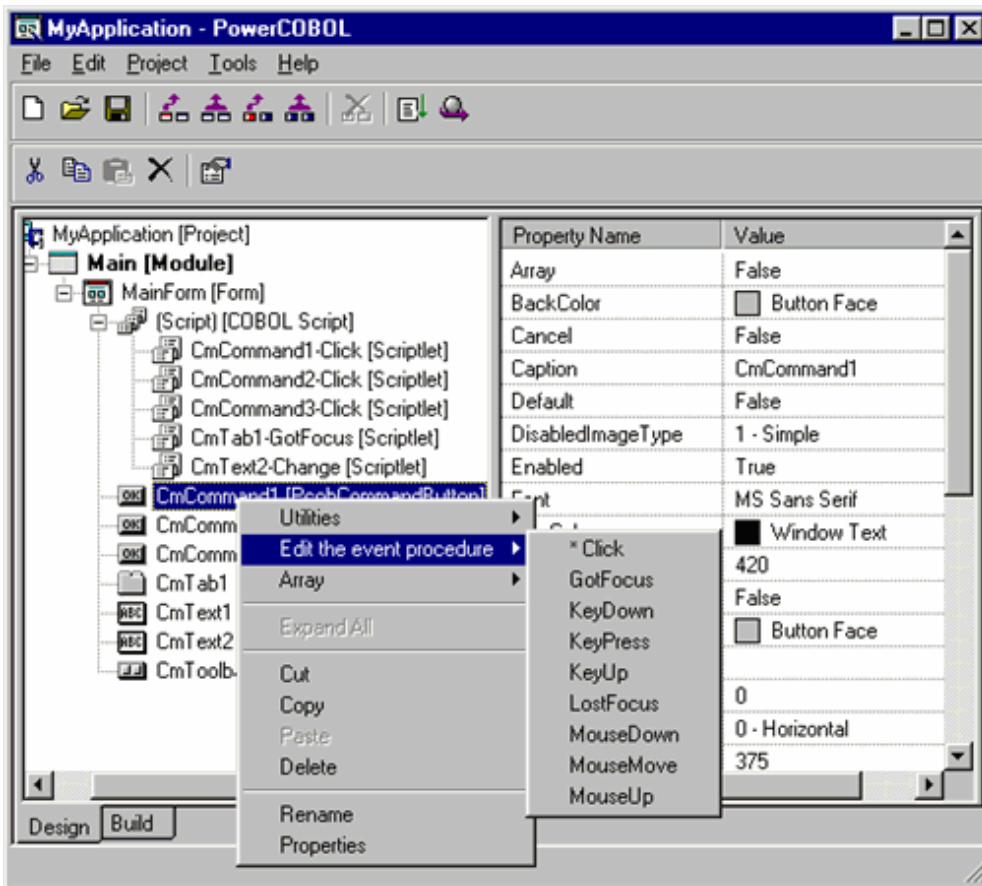 MyApplication - PowerCOBOL
File Edit Project Tools Help
MyApplication [Project]
Main [Module]
MainForm [Form]
(Script) [COBOL Script]
CmCommand1-Click [Scriptlet]
CmCommand2-Click [Scriptlet]
CmCommand3-Click [Scriptlet]
CmTab1-GotFocus [Scriptlet]
CmText2-Change [Scriptlet]
CmCommand1 [PcobCommandButton]
CmComm
CmComm
CmTab1
CmText1
CmText2
CmToolb
Utilities
Edit the event procedure
Array
Expand All
Cut
Copy
Paste
Delete
Rename
Properties
* Click
GotFocus
KeyDown
KeyPress
KeyUp
LostFocus
MouseDown
MouseMove
MouseUp
Property Name Value
Array False
BackColor Button Face
Cancel False
Caption CmCommand1
Default False
DisabledImageType 1 - Simple
Enabled True
Font MS Sans Serif
Window Text
420
False
Button Face
0
0 - Horizontal
375
Design Build